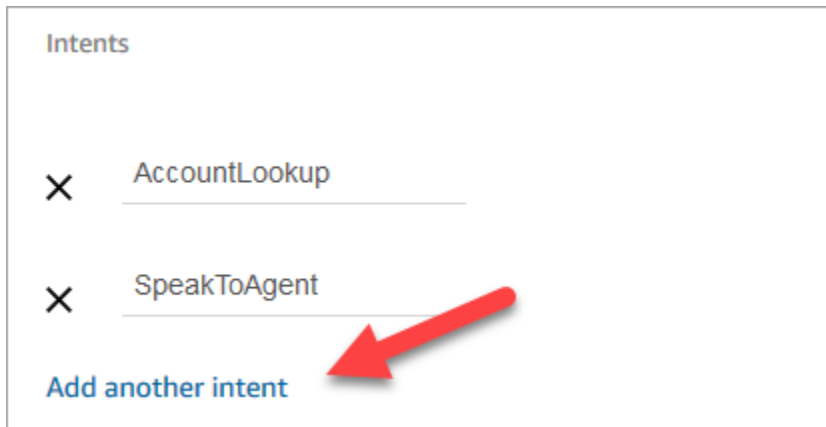 Intents
AccountLookup
SpeakToAgent
Add another intent